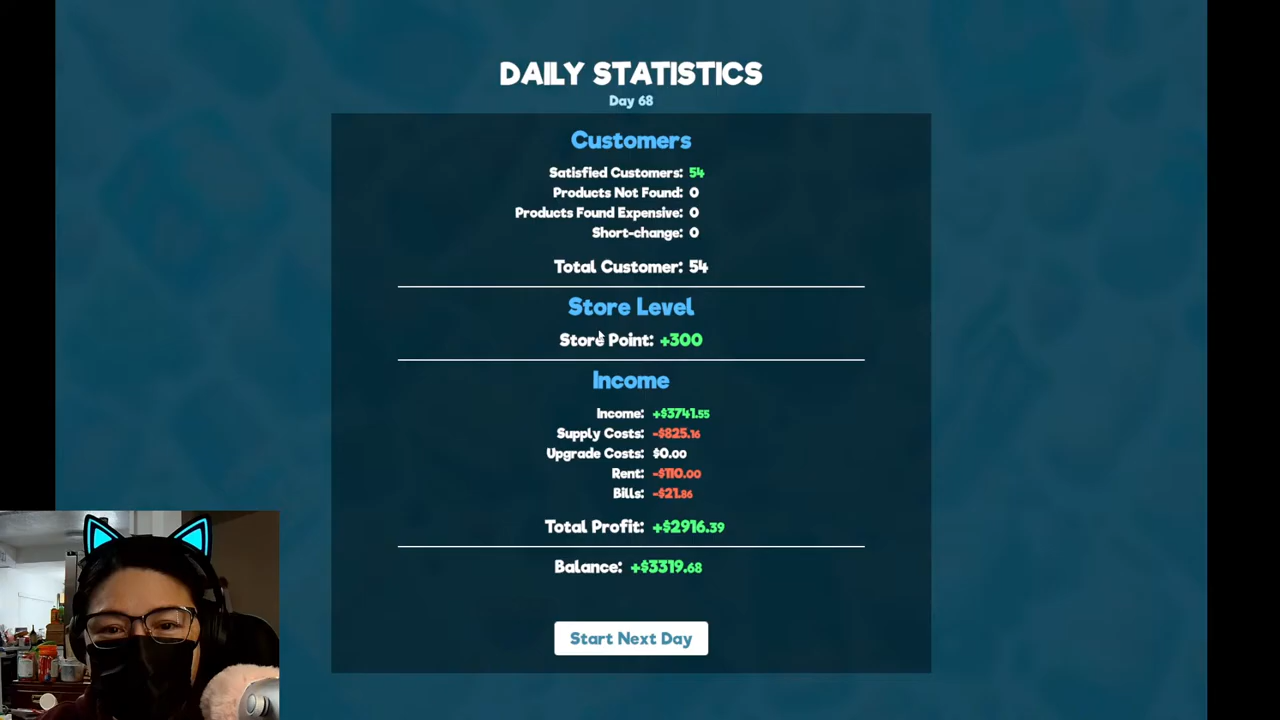 DAILY STATISTICS
Day 68
Customers
Satisfied Customers: 54
Products Not Found: 0
Products Found Expensive: 0
Short-change: 0
Total Customer: 54
Store Level
Store Point: +300
Income
Income: +$3741.55
Supply Costs: -$825.16
Upgrade Costs: $0.00
Rent: -$110.00
Bills: -$21.86
Total Profit: +$2916.39
Balance: +$3319.68
Start Next Day